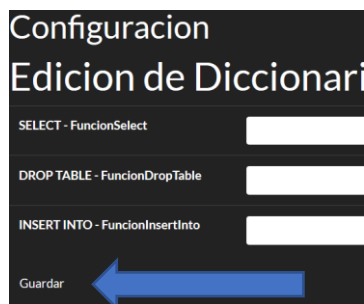 Configuracion
Edicion de Diccionari
SELECT - FuncionSelect
DROP TABLE - FuncionDropTable
INSERT INTO - FuncionInsertInto
Guardar